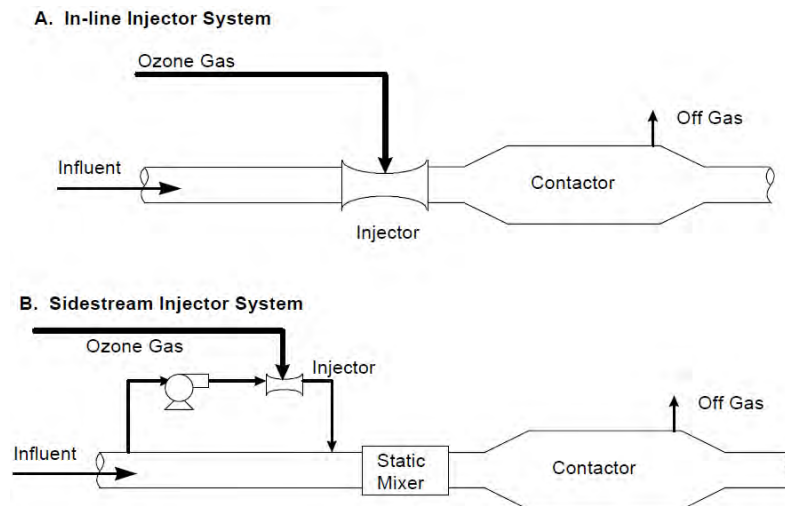 A. In-line Injector System
Ozone Gas
Off Gas
Influent
Contactor
Injector
B. Sidestream Injector System
Ozone Gas
Injector
Off Gas
Influent
Static
Mixer
Contactor